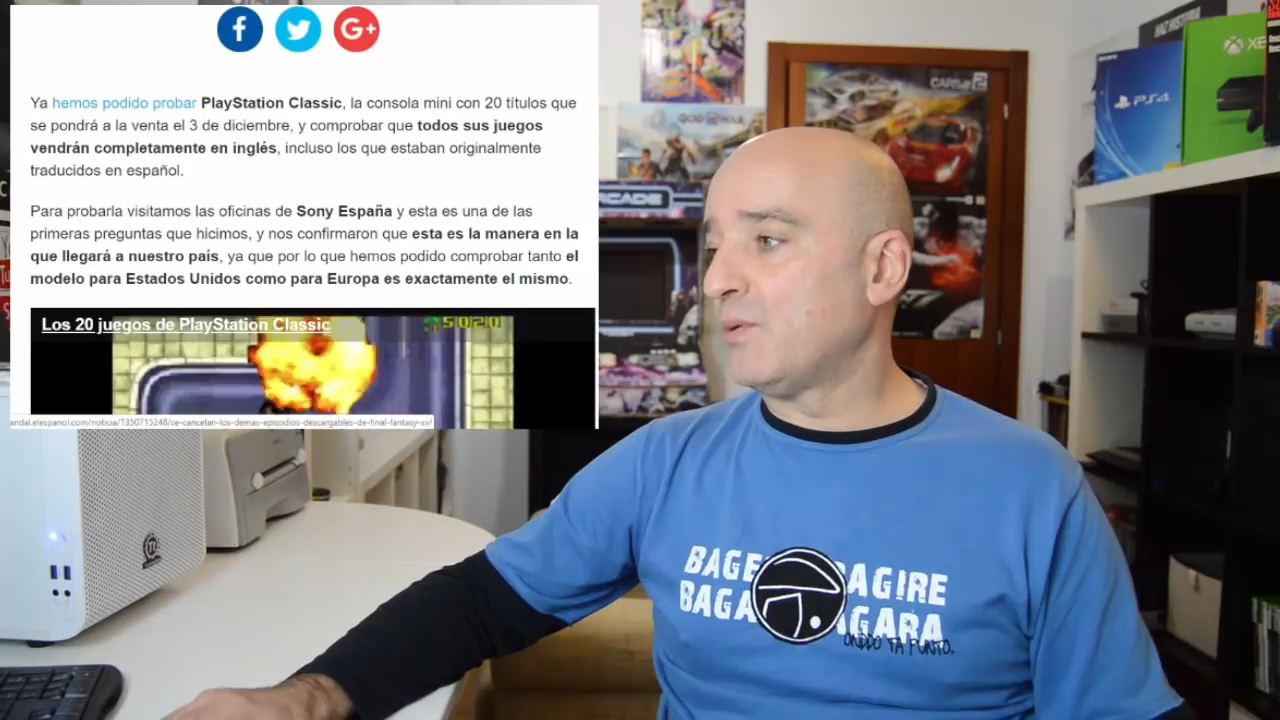 Ya hemos podido probar PlayStation Classic, la consola mini con 20 títulos que
se pondrá a la venta el 3 de diciembre, y comprobar que todos sus juegos
vendrán completamente en inglés, incluso los que estaban originalmente
traducidos en español.
Para probarla visitamos las oficinas de Sony España y esta es una de las
primeras preguntas que hicimos, y nos confirmaron que esta es la manera en la
que llegará a nuestro país, ya que por lo que hemos podido comprobar tanto el
modelo para Estados Unidos como para Europa es exactamente el mismo.
Los 20 juegos de PlayStation Classic
5020
andal.elespanol.com/noticia/1350715248/se-cancelan-los-demas-episodios-descargables-de-final-fantasy-xv/
HAZ HISTORIA
PS4
XB
CARS 2
GOD OF WAR
ARCADE
BAGE AGIRE
BAGA AGARA
ONDDO TA PUNTO.